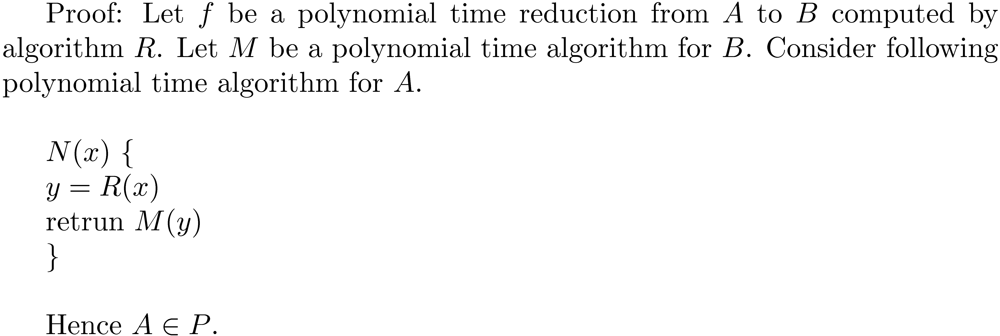 Proof: Let f be a polynomial time reduction from A to B computed by
algorithm R. Let M be a polynomial time algorithm for B. Consider following
polynomial time algorithm for A.
N(x) {
y = R(x)
retrun M(y)
}
Hence A ∈ P.